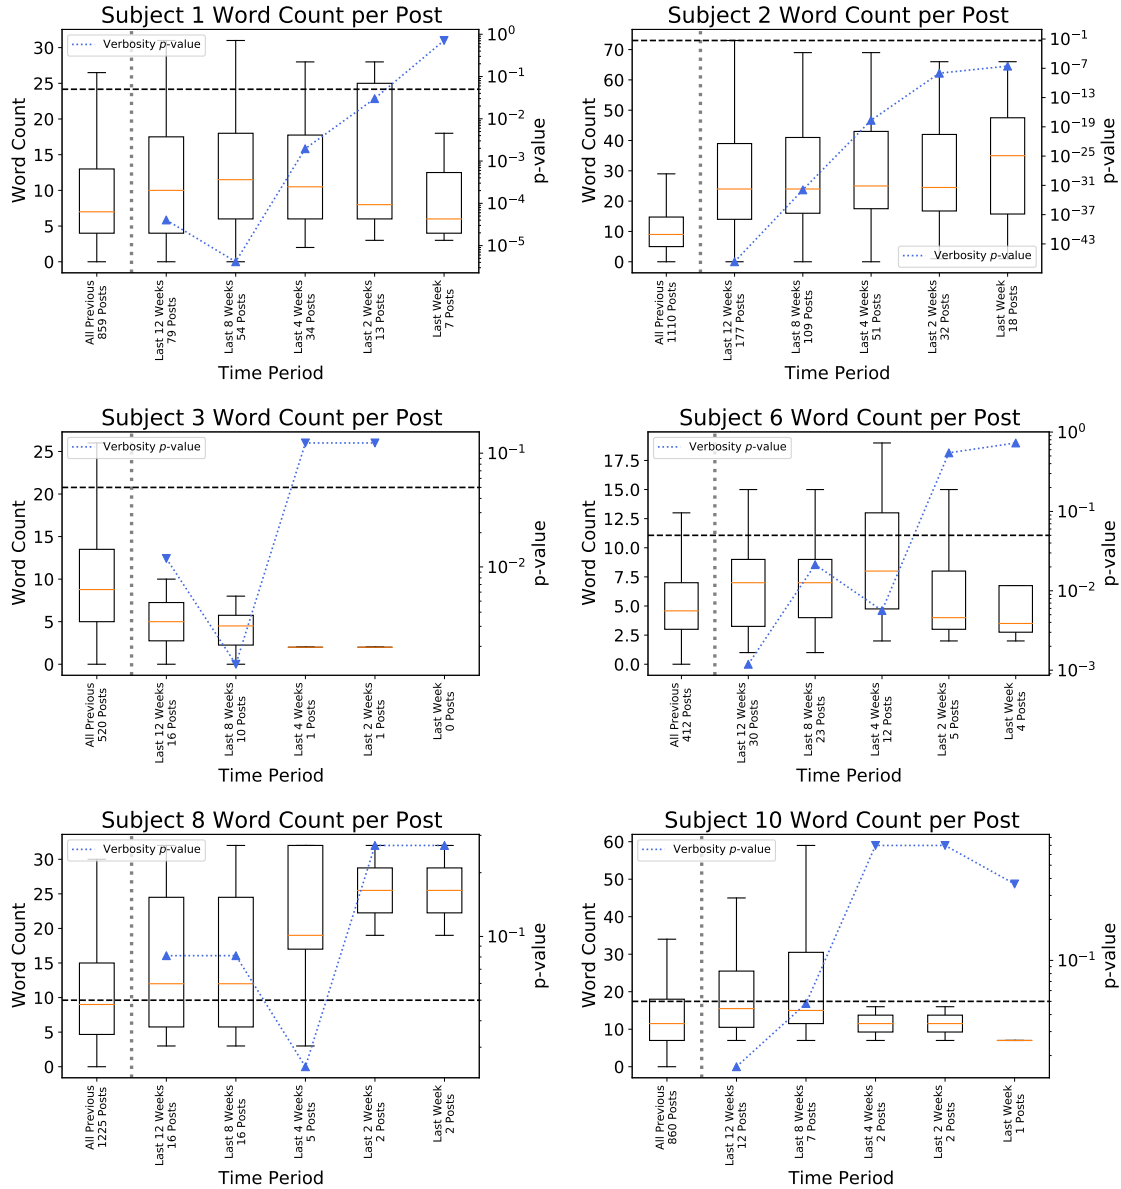 Subject 1 Word Count per Post
Verbosity p-value
Word Count
30
25
20
15
10
5
0
10⁰
10⁻¹
10⁻²
10⁻³
10⁻⁴
10⁻⁵
p-value
All Previous
859 Posts
Last 12 Weeks
79 Posts
Last 8 Weeks
54 Posts
Last 4 Weeks
34 Posts
Last 2 Weeks
13 Posts
Last Week
7 Posts
Time Period
Subject 2 Word Count per Post
Word Count
70
60
50
40
30
20
10
0
10⁻¹
10⁻⁷
10⁻¹³
10⁻¹⁹
10⁻²⁵
10⁻³¹
10⁻³⁷
10⁻⁴³
p-value
Verbosity p-value
All Previous
1110 Posts
Last 12 Weeks
177 Posts
Last 8 Weeks
109 Posts
Last 4 Weeks
51 Posts
Last 2 Weeks
32 Posts
Last Week
18 Posts
Time Period
Subject 3 Word Count per Post
Verbosity p-value
Word Count
25
20
15
10
5
0
10⁻¹
10⁻²
p-value
All Previous
520 Posts
Last 12 Weeks
16 Posts
Last 8 Weeks
10 Posts
Last 4 Weeks
1 Posts
Last 2 Weeks
1 Posts
Last Week
0 Posts
Time Period
Subject 6 Word Count per Post
Verbosity p-value
Word Count
17.5
15.0
12.5
10.0
7.5
5.0
2.5
0.0
10⁰
10⁻¹
10⁻²
10⁻³
p-value
All Previous
412 Posts
Last 12 Weeks
30 Posts
Last 8 Weeks
23 Posts
Last 4 Weeks
12 Posts
Last 2 Weeks
5 Posts
Last Week
4 Posts
Time Period
Subject 8 Word Count per Post
Verbosity p-value
Word Count
30
25
20
15
10
5
0
10⁻¹
p-value
All Previous
1225 Posts
Last 12 Weeks
16 Posts
Last 8 Weeks
16 Posts
Last 4 Weeks
5 Posts
Last 2 Weeks
2 Posts
Last Week
2 Posts
Time Period
Subject 10 Word Count per Post
Verbosity p-value
Word Count
60
50
40
30
20
10
0
10⁻¹
p-value
All Previous
860 Posts
Last 12 Weeks
12 Posts
Last 8 Weeks
7 Posts
Last 4 Weeks
2 Posts
Last 2 Weeks
2 Posts
Last Week
1 Posts
Time Period